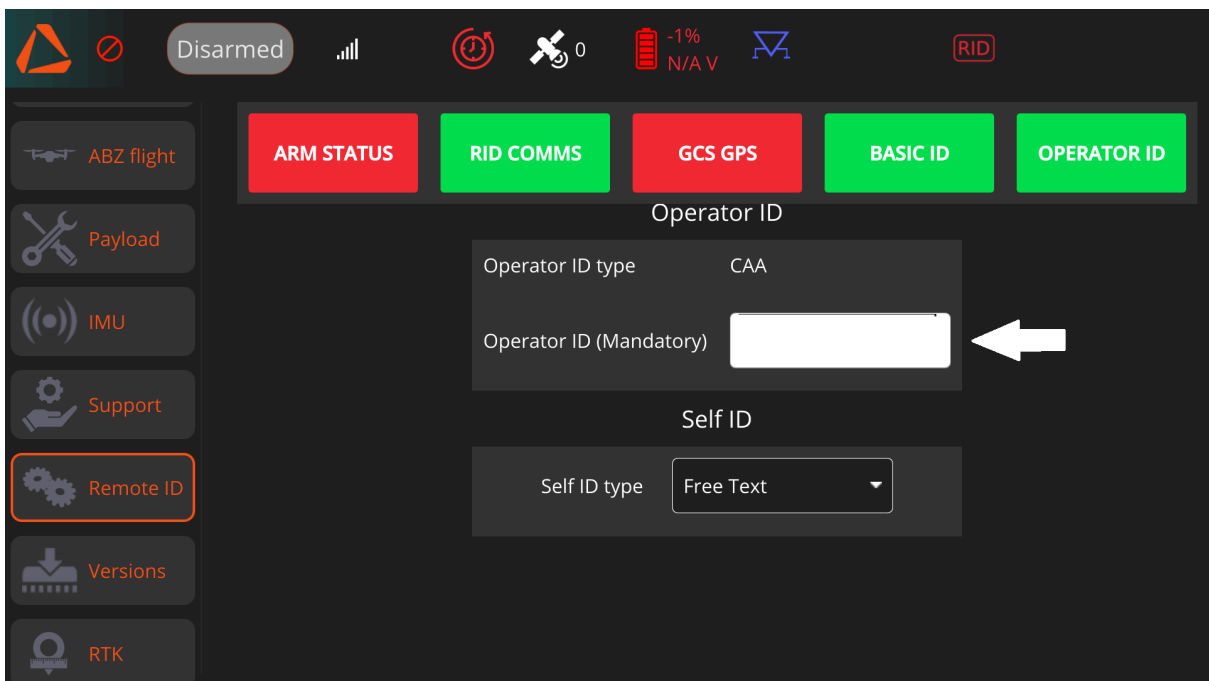 Disarmed
0
-1%
N/A V
RID
ABZ flight
Payload
IMU
Support
Remote ID
Versions
RTK
ARM STATUS
RID COMMS
GCS GPS
BASIC ID
OPERATOR ID
Operator ID
Operator ID type CAA
Operator ID (Mandatory)
Self ID
Self ID type Free Text